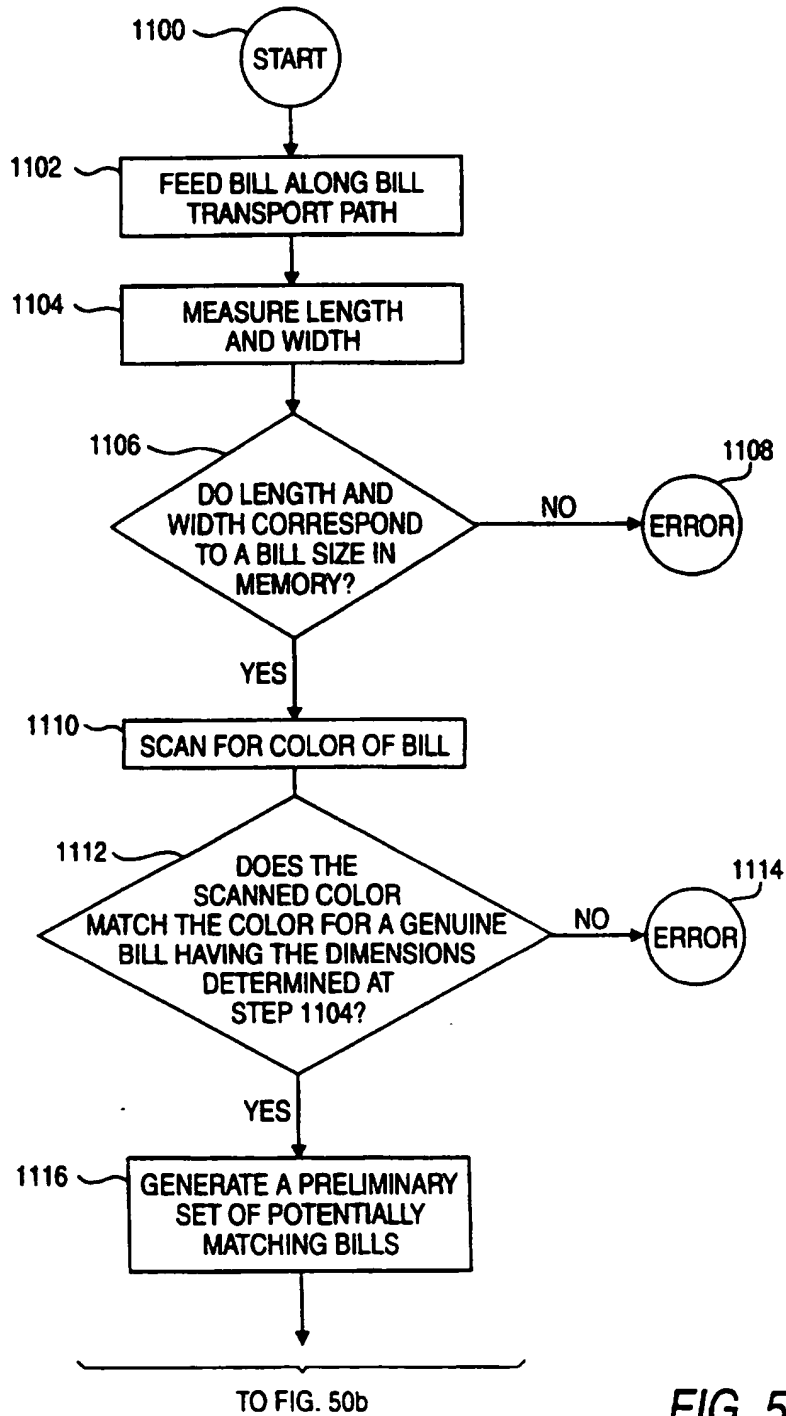 1100
START
1102
FEED BILL ALONG BILL
TRANSPORT PATH
1104
MEASURE LENGTH
AND WIDTH
1106
DO LENGTH AND
WIDTH CORRESPOND
TO A BILL SIZE IN
MEMORY?
NO
1108
ERROR
YES
1110
SCAN FOR COLOR OF BILL
1112
DOES THE
SCANNED COLOR
MATCH THE COLOR FOR A GENUINE
BILL HAVING THE DIMENSIONS
DETERMINED AT
STEP 1104?
NO
1114
ERROR
YES
1116
GENERATE A PRELIMINARY
SET OF POTENTIALLY
MATCHING BILLS
TO FIG. 50b
FIG. 5